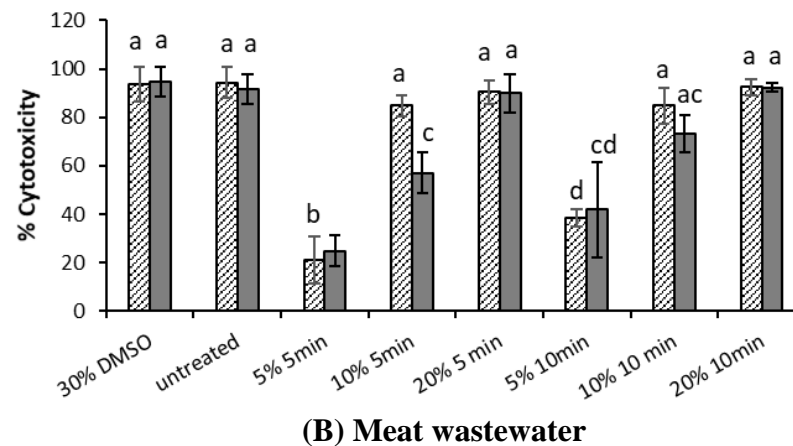 120
100
80
60
40
20
0
% Cytotoxicity
a a a a b a c a a d cd a ac a a
30% DMSO
untreated
5% 5min
10% 5min
20% 5 min
5% 10min
10% 10 min
20% 10min
(B) Meat wastewater